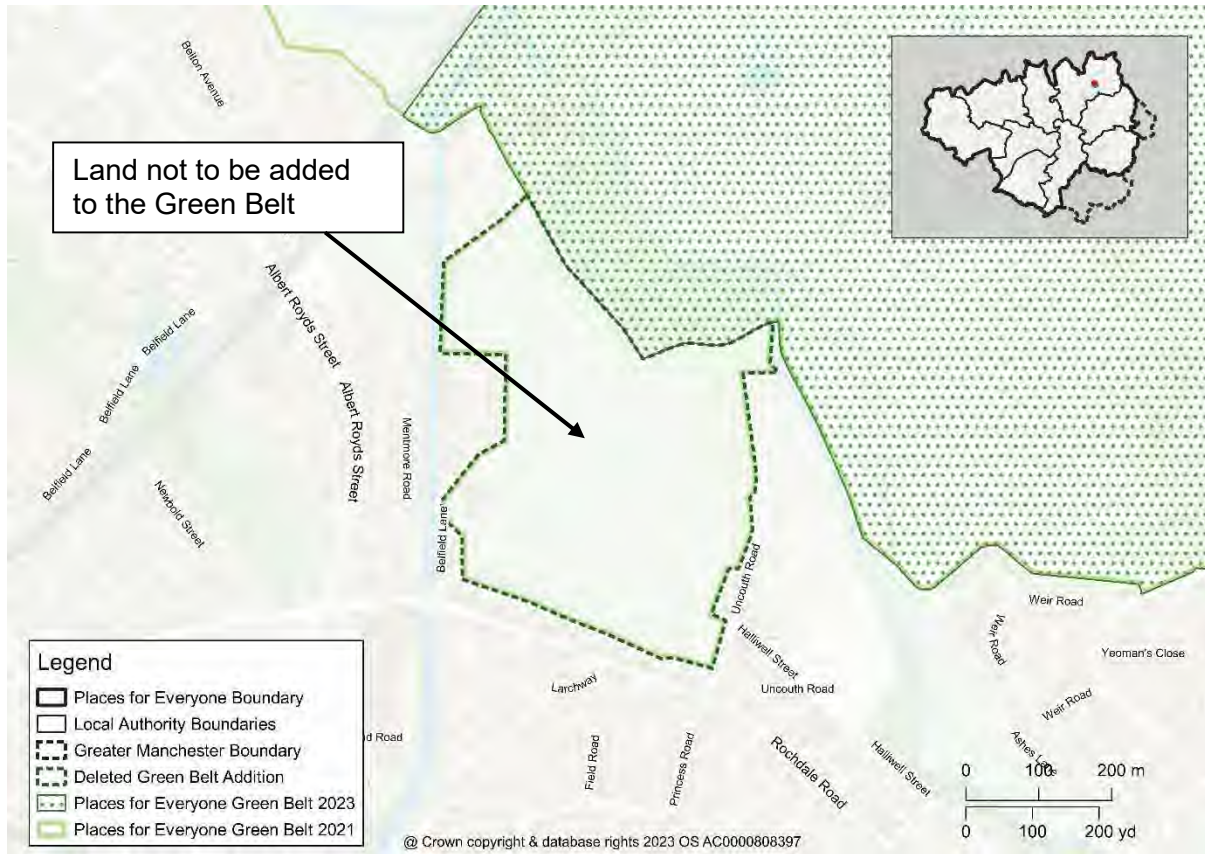 Belton Avenue
Land not to be added
to the Green Belt
Albert Royds Street
Belfield Lane
Belfield Lane
Albert Royds Street
Mentmore Road
Belfield Lane
Newbold Street
Belfield Lane
Uncouth Road
Weir Road
Weir Road
Halliwell Street
Yeoman's Close
Larchway
Uncouth Road
Weir Road
Field Road
Princess Road
Rochdale Road
Halliwell Street
Ashes Lane
Legend
Places for Everyone Boundary
Local Authority Boundaries
Greater Manchester Boundary
Deleted Green Belt Addition
Places for Everyone Green Belt 2023
Places for Everyone Green Belt 2021
Road
0 100 200 m
0 100 200 yd
@ Crown copyright & database rights 2023 OS AC0000808397